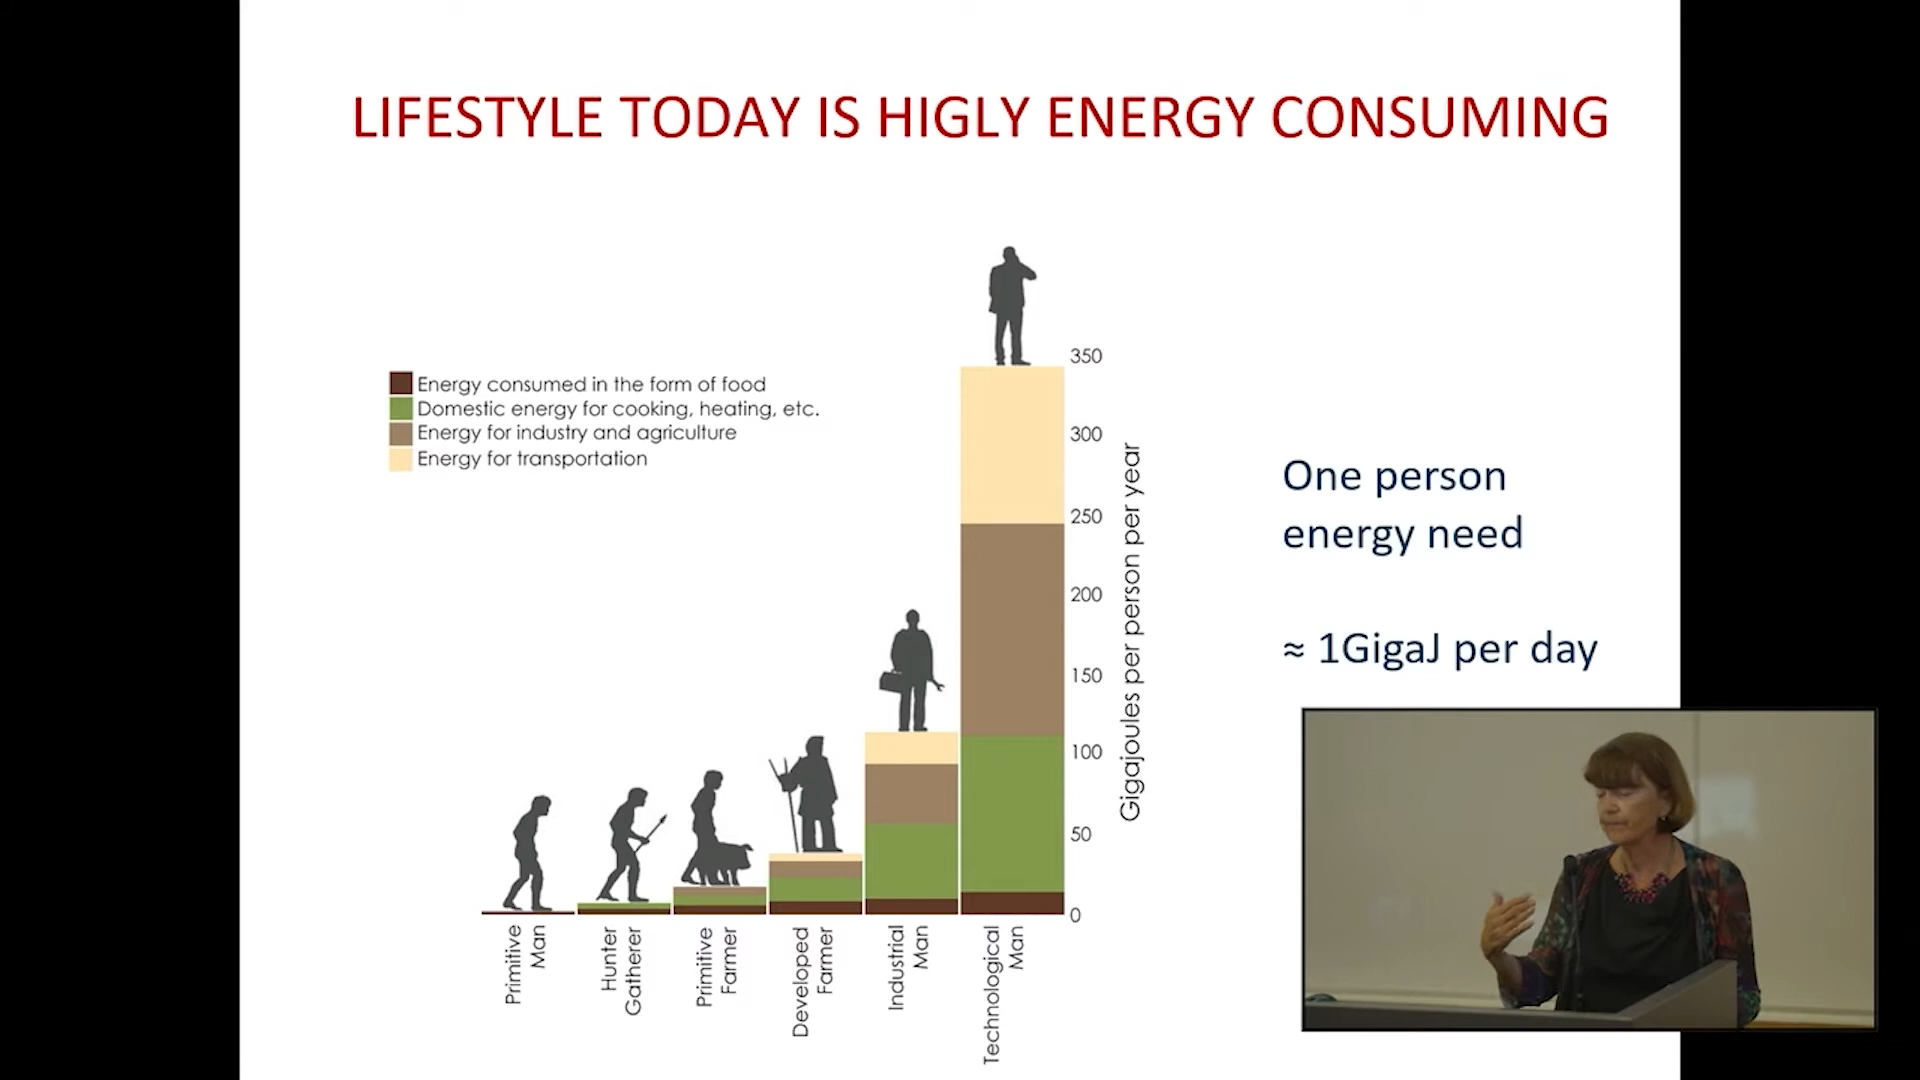 LIFESTYLE TODAY IS HIGLY ENERGY CONSUMING
Energy consumed in the form of food
Domestic energy for cooking, heating, etc.
Energy for industry and agriculture
Energy for transportation
350
300
250
200
150
100
50
0
Gigajoules per person per year
Primitive
Man
Hunter
Gatherer
Primitive
Farmer
Developed
Farmer
Industrial
Man
Technological
Man
One person
energy need
≈ 1GigaJ per day